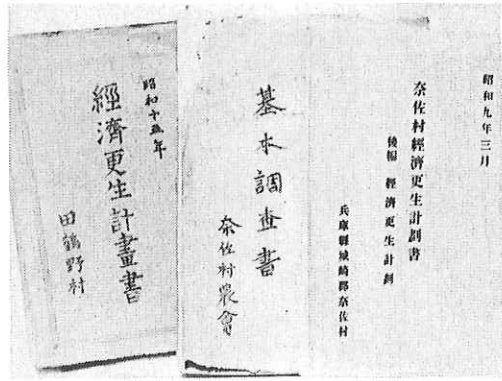 昭和九年三月
奈佐村經濟更生計劃書
後編 經濟更生計劃
兵庫縣城崎郡奈佐村
基本調査書
奈佐村農會
昭和十五年
經濟更生計畫書
田鶴野村